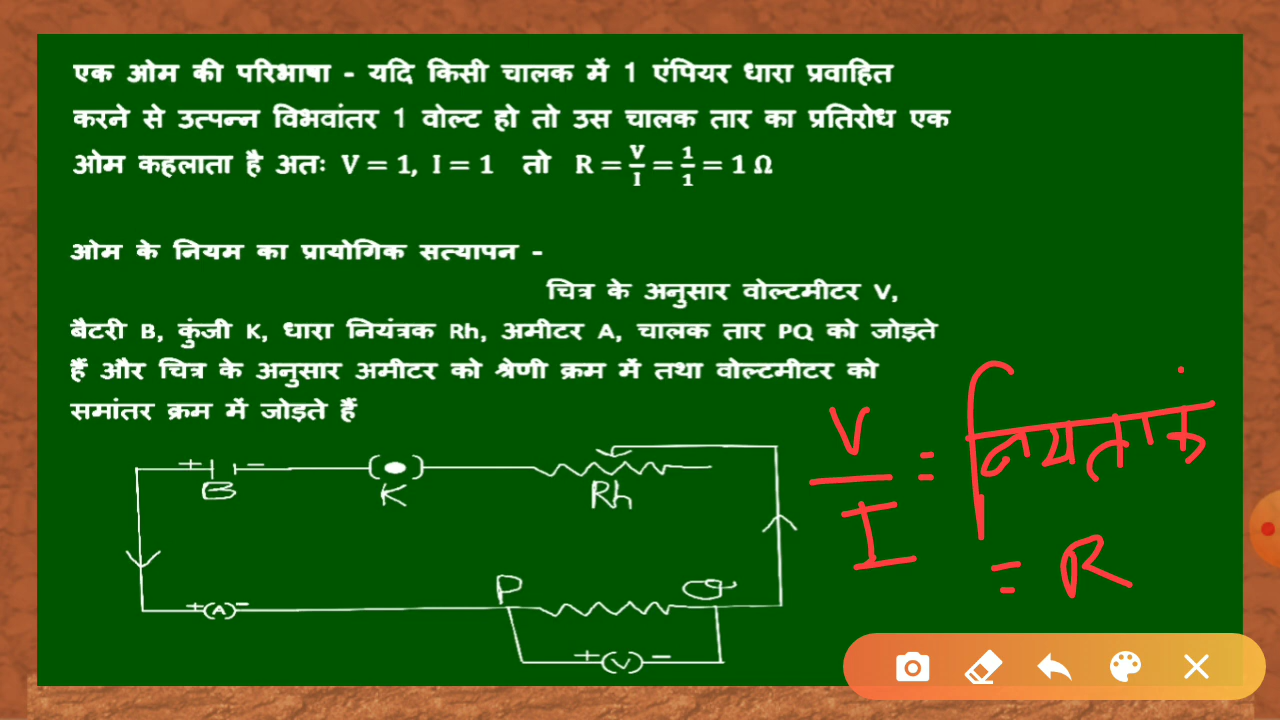 एक ओम की परिभाषा - यदि किसी चालक में 1 एंपियर धारा प्रवाहित
करने से उत्पन्न विभवांतर 1 वोल्ट हो तो उस चालक तार का प्रतिरोध एक
ओम कहलाता है अतः V = 1, I = 1 तो R = V/I = 1/1 = 1 Ω
ओम के नियम का प्रायोगिक सत्यापन -
चित्र के अनुसार वोल्टमीटर V,
बैटरी B, कुंजी K, धारा नियंत्रक Rh, अमीटर A, चालक तार PQ को जोड़ते
हैं और चित्र के अनुसार अमीटर को श्रेणी क्रम में तथा वोल्टमीटर को
समांतर क्रम में जोड़ते हैं
V/I = नियतांक
= R
+ −
B
K
Rh
+ A −
P
Q
+ V −